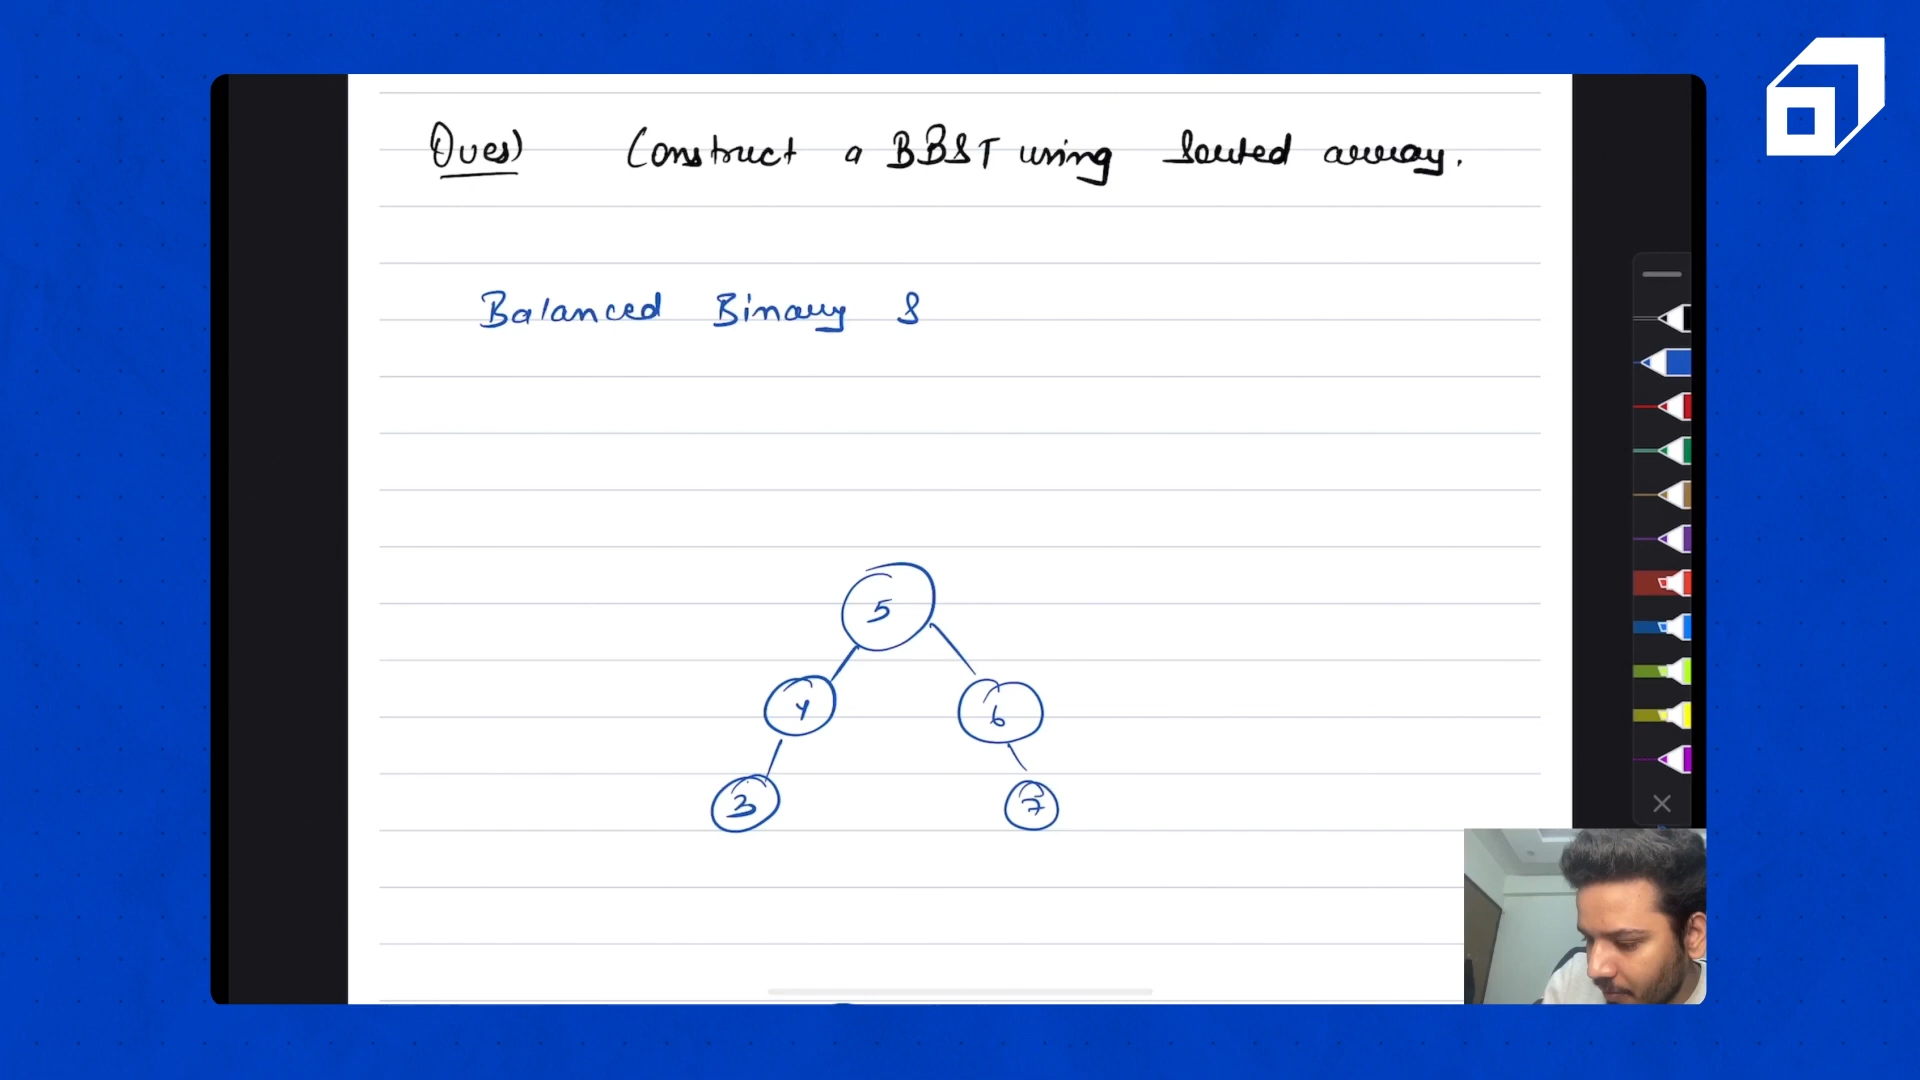 Ques) Construct a BBST using Sorted array.
Balanced Binary S
5
4 6
3 7